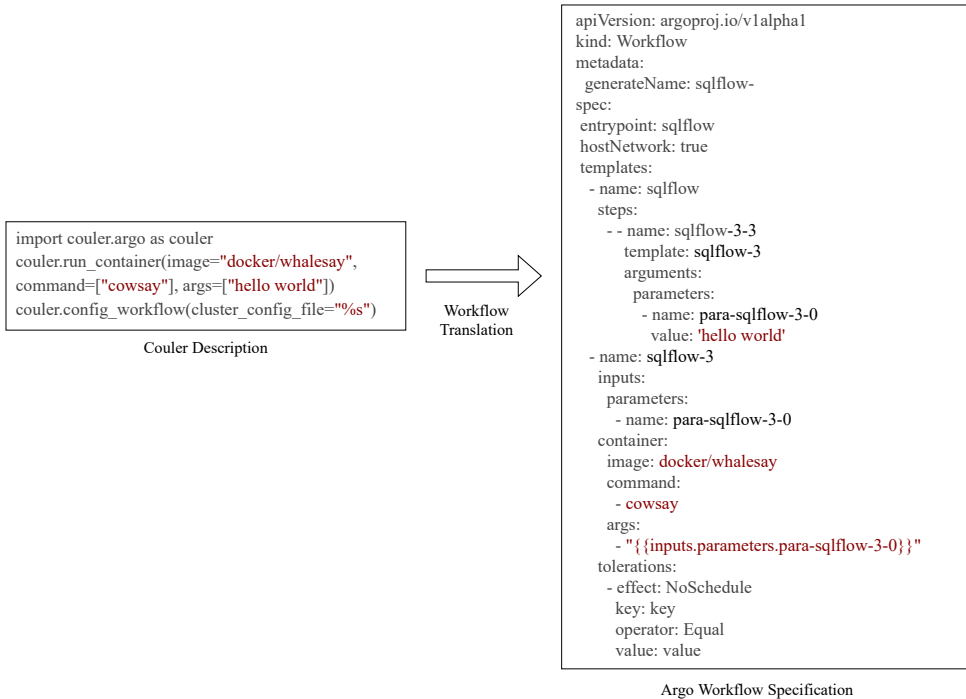 import couler.argo as couler
couler.run_container(image="docker/whalesay",
command=["cowsay"], args=["hello world"])
couler.config_workflow(cluster_config_file="%s")
Couler Description
Workflow
Translation
apiVersion: argoproj.io/v1alpha1
kind: Workflow
metadata:
generateName: sqlflow-
spec:
entrypoint: sqlflow
hostNetwork: true
templates:
- name: sqlflow
steps:
- - name: sqlflow-3-3
template: sqlflow-3
arguments:
parameters:
- name: para-sqlflow-3-0
value: 'hello world'
- name: sqlflow-3
inputs:
parameters:
- name: para-sqlflow-3-0
container:
image: docker/whalesay
command:
- cowsay
args:
- "{{inputs.parameters.para-sqlflow-3-0}}"
tolerations:
- effect: NoSchedule
key: key
operator: Equal
value: value
Argo Workflow Specification